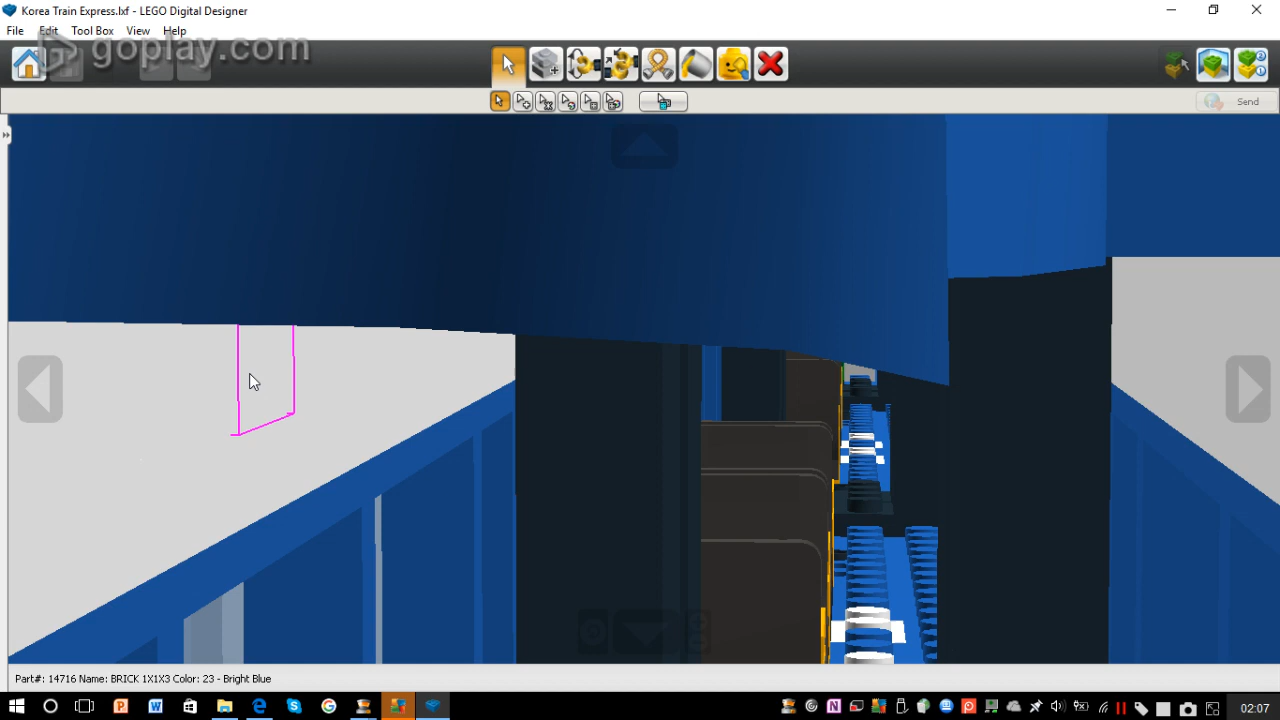 Korea Train Express.lxf - LEGO Digital Designer
File Edit Tool Box View Help
goplay.com
Send
Part#: 14716 Name: BRICK 1X1X3 Color: 23 - Bright Blue
02:07